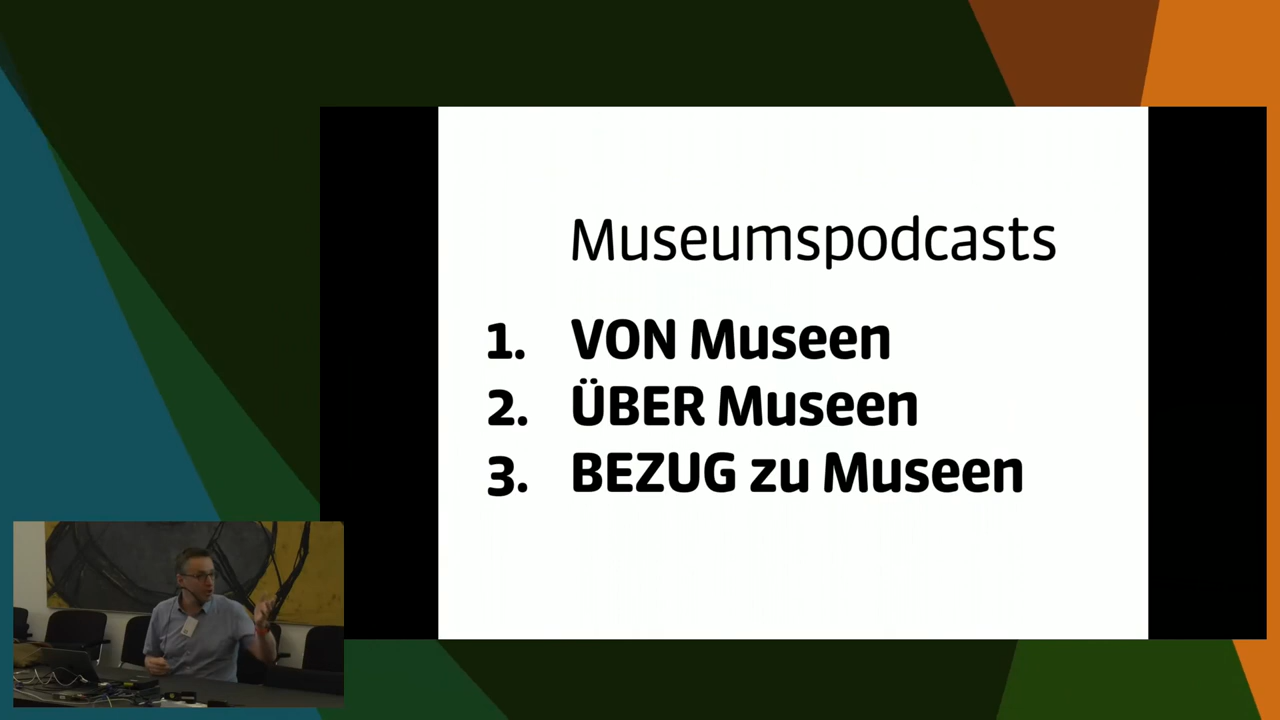 Museumspodcasts
1. VON Museen
2. ÜBER Museen
3. BEZUG zu Museen